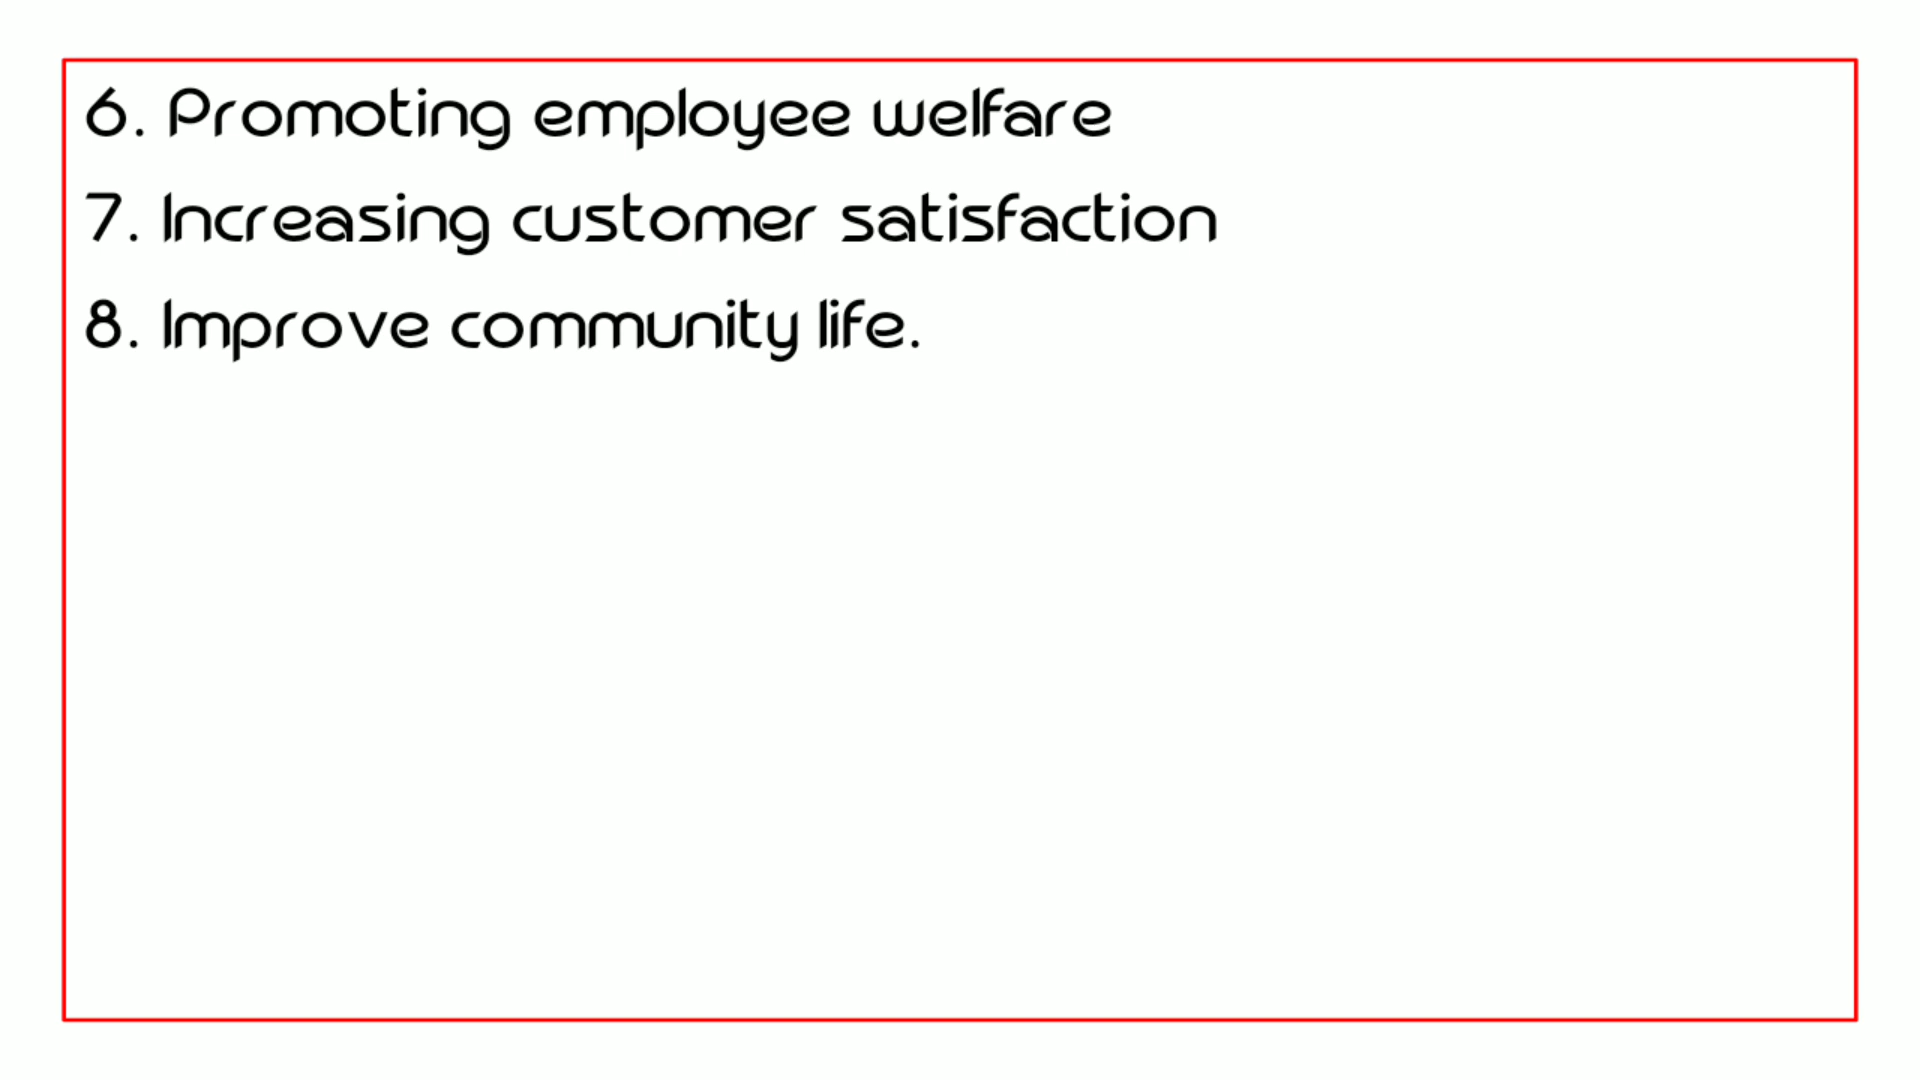 6. Promoting employee welfare
7. Increasing customer satisfaction
8. Improve community life.